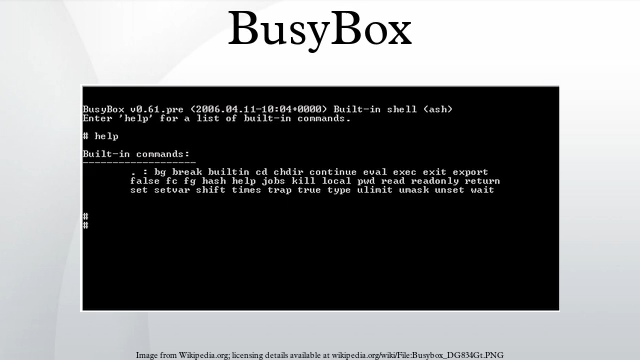 BusyBox
BusyBox v0.61.pre (2006.04.11-10:04+0000) Built-in shell (ash)
Enter 'help' for a list of built-in commands.
# help
Built-in commands:
-------------------
. : bg break builtin cd chdir continue eval exec exit export
false fc fg hash help jobs kill local pwd read readonly return
set setvar shift times trap true type ulimit umask unset wait
#
#
Image from Wikipedia.org; licensing details available at wikipedia.org/wiki/File:Busybox_DG834Gt.PNG